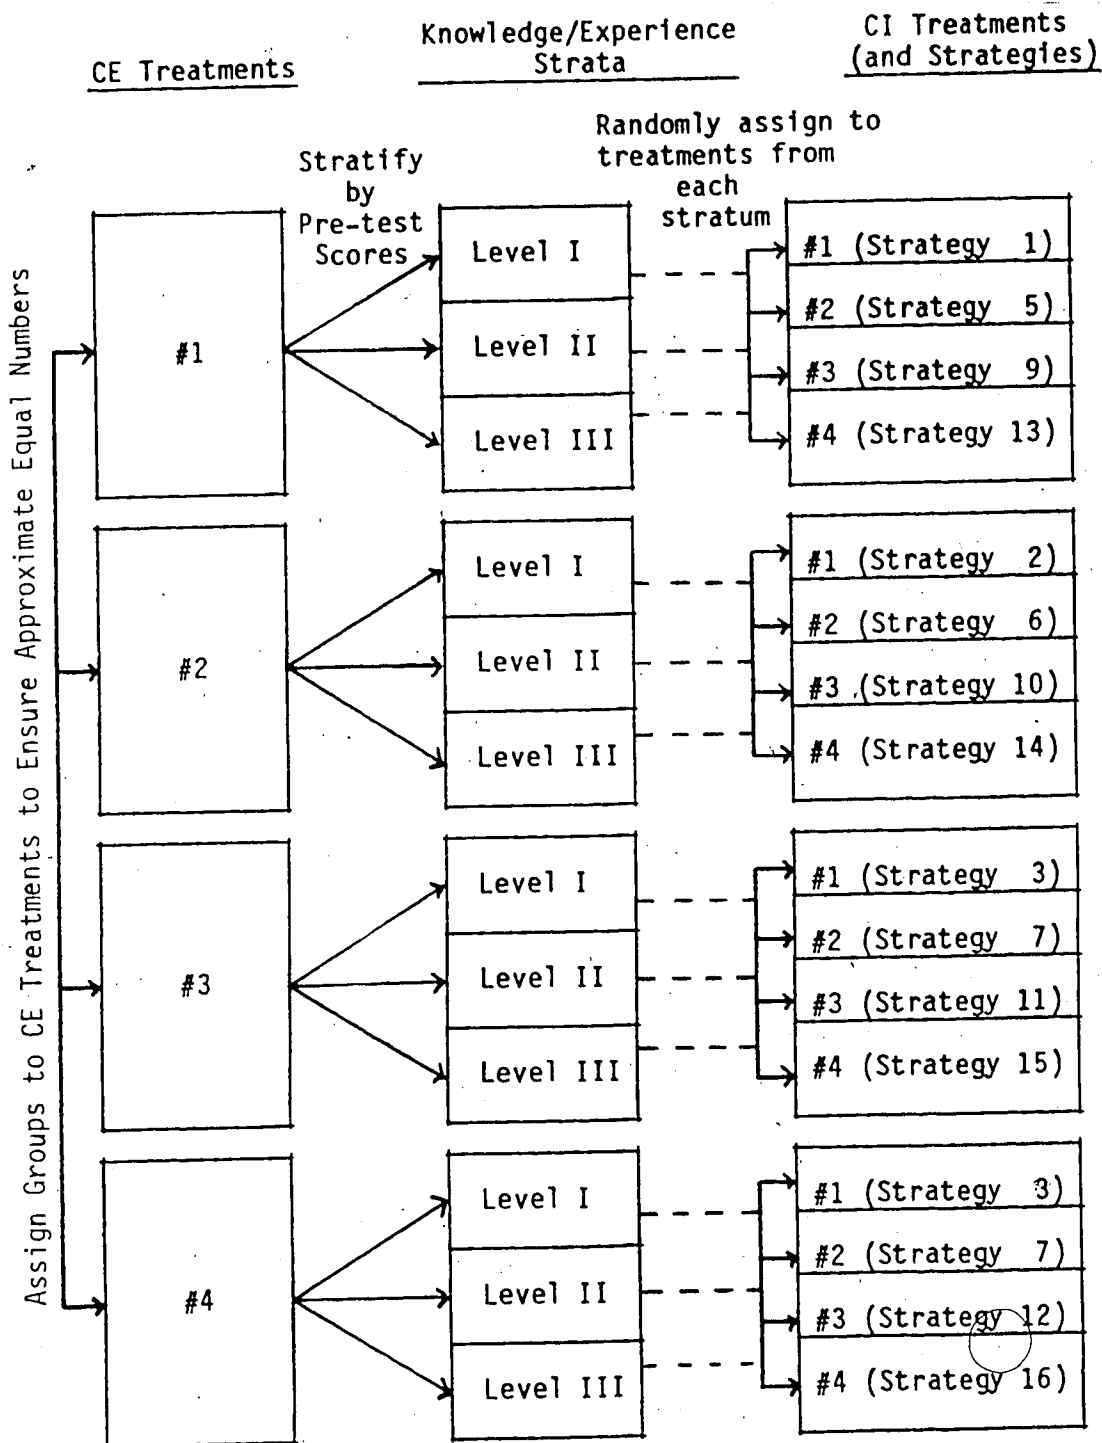 CE Treatments
Knowledge/Experience
Strata
CI Treatments
(and Strategies)
Assign Groups to CE Treatments to Ensure Approximate Equal Numbers
Stratify
by
Pre-test
Scores
Randomly assign to
treatments from
each
stratum
#1
Level I
Level II
Level III
#1 (Strategy 1)
#2 (Strategy 5)
#3 (Strategy 9)
#4 (Strategy 13)
#2
Level I
Level II
Level III
#1 (Strategy 2)
#2 (Strategy 6)
#3 (Strategy 10)
#4 (Strategy 14)
#3
Level I
Level II
Level III
#1 (Strategy 3)
#2 (Strategy 7)
#3 (Strategy 11)
#4 (Strategy 15)
#4
Level I
Level II
Level III
#1 (Strategy 3)
#2 (Strategy 7)
#3 (Strategy 12)
#4 (Strategy 16)